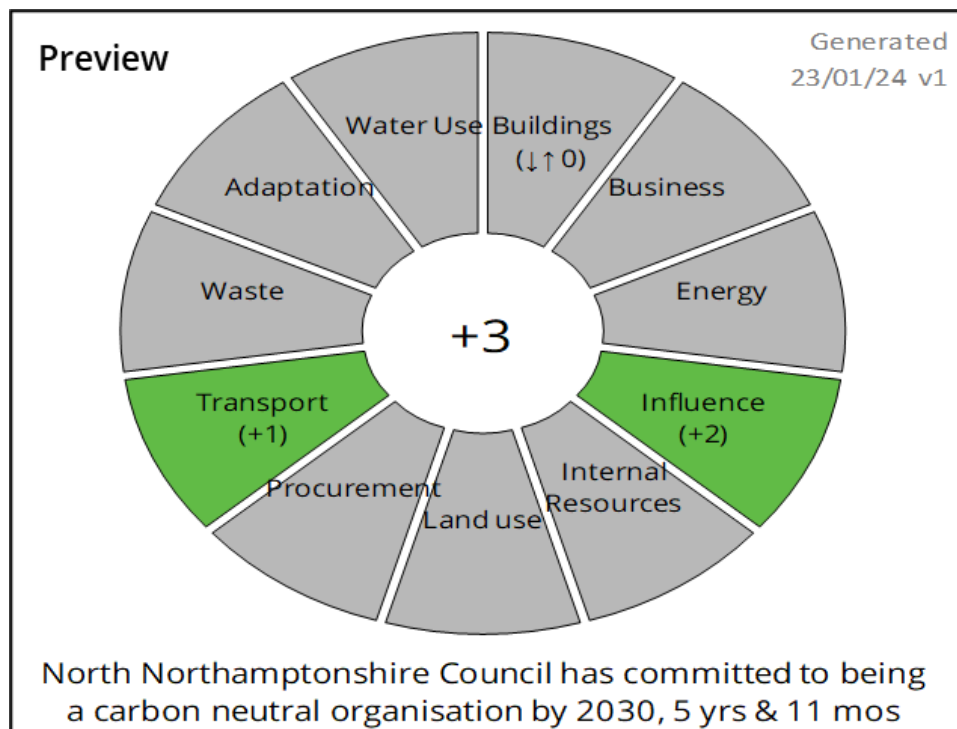 Preview
Generated
23/01/24 v1
Water Use
Buildings
(↓↑ 0)
Adaptation
Business
Waste
Energy
+3
Transport
(+1)
Influence
(+2)
Procurement
Land use
Internal
Resources
North Northamptonshire Council has committed to being
a carbon neutral organisation by 2030, 5 yrs & 11 mos